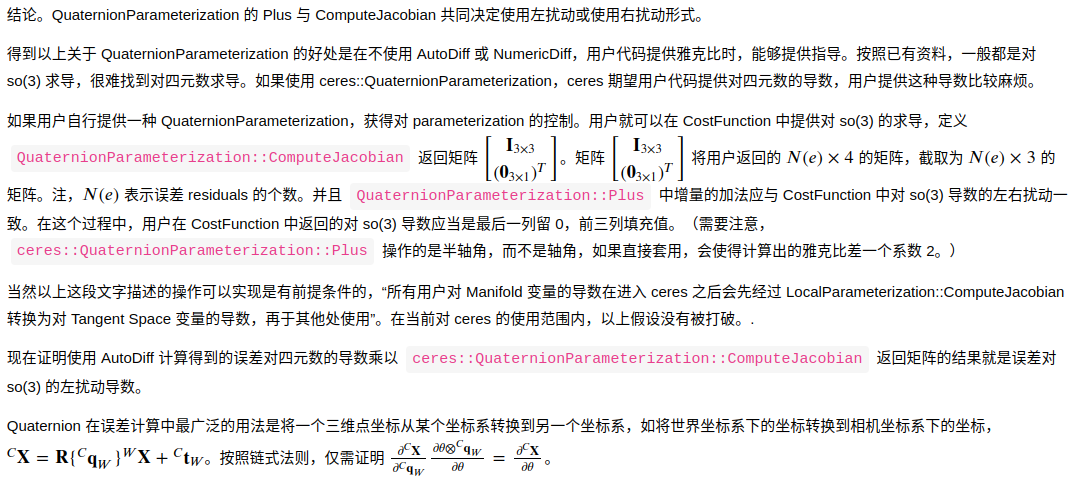 结论。QuaternionParameterization 的 Plus 与 ComputeJacobian 共同决定使用左扰动或使用右扰动形式。
得到以上关于 QuaternionParameterization 的好处是在不使用 AutoDiff 或 NumericDiff，用户代码提供雅克比时，能够提供指导。按照已有资料，一般都是对
so(3) 求导，很难找到对四元数求导。如果使用 ceres::QuaternionParameterization，ceres 期望用户代码提供对四元数的导数，用户提供这种导数比较麻烦。
如果用户自行提供一种 QuaternionParameterization，获得对 parameterization 的控制。用户就可以在 CostFunction 中提供对 so(3) 的求导，定义
QuaternionParameterization::ComputeJacobian 返回矩阵 $\begin{bmatrix} \mathbf{I}_{3\times3} \\ (\mathbf{0}_{3\times1})^T \end{bmatrix}$。矩阵 $\begin{bmatrix} \mathbf{I}_{3\times3} \\ (\mathbf{0}_{3\times1})^T \end{bmatrix}$ 将用户返回的 $N(e) \times 4$ 的矩阵，截取为 $N(e) \times 3$ 的
矩阵。注，$N(e)$ 表示误差 residuals 的个数。并且 QuaternionParameterization::Plus 中增量的加法应与 CostFunction 中对 so(3) 导数的左右扰动一
致。在这个过程中，用户在 CostFunction 中返回的对 so(3) 导数应当是最后一列留 0，前三列填充值。（需要注意，
ceres::QuaternionParameterization::Plus 操作的是半轴角，而不是轴角，如果直接套用，会使得计算出的雅克比差一个系数 2。）
当然以上这段文字描述的操作可以实现是有前提条件的，“所有用户对 Manifold 变量的导数在进入 ceres 之后会先经过 LocalParameterization::ComputeJacobian
转换为对 Tangent Space 变量的导数，再于其他处使用”。在当前对 ceres 的使用范围内，以上假设没有被打破。.
现在证明使用 AutoDiff 计算得到的误差对四元数的导数乘以 ceres::QuaternionParameterization::ComputeJacobian 返回矩阵的结果就是误差对
so(3) 的左扰动导数。
Quaternion 在误差计算中最广泛的用法是将一个三维点坐标从某个坐标系转换到另一个坐标系，如将世界坐标系下的坐标转换到相机坐标系下的坐标，
${}^C\mathbf{X} = \mathbf{R}\{{}^C\mathbf{q}_W\}{}^W\mathbf{X} + {}^C\mathbf{t}_W$。按照链式法则，仅需证明 $\frac{\partial {}^C\mathbf{X}}{\partial {}^C\mathbf{q}_W} \frac{\partial \theta \otimes {}^C\mathbf{q}_W}{\partial \theta} = \frac{\partial {}^C\mathbf{X}}{\partial \theta}$。